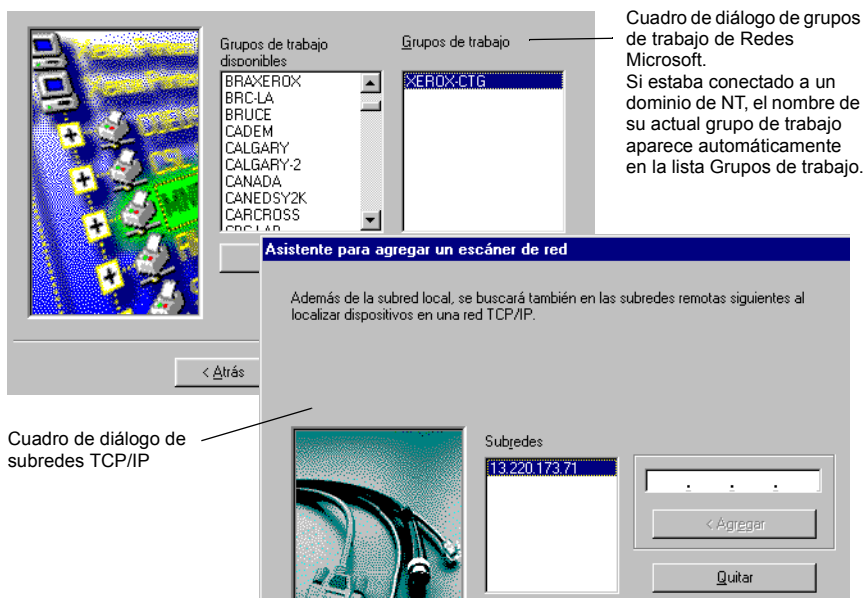 Cuadro de diálogo de grupos
de trabajo de Redes
Microsoft.
Si estaba conectado a un
dominio de NT, el nombre de
su actual grupo de trabajo
aparece automáticamente
en la lista Grupos de trabajo.
Grupos de trabajo
disponibles
BRAXEROX
BRC-LA
BRUCE
CADEM
CALGARY
CALGARY-2
CANADA
CANEDSY2K
CARCROSS
Grupos de trabajo
XEROX-CTG
< Atrás
Asistente para agregar un escáner de red
Además de la subred local, se buscará también en las subredes remotas siguientes al
localizar dispositivos en una red TCP/IP.
Cuadro de diálogo de
subredes TCP/IP
Subredes
13.220.173.71
. . .
< Agregar
Quitar